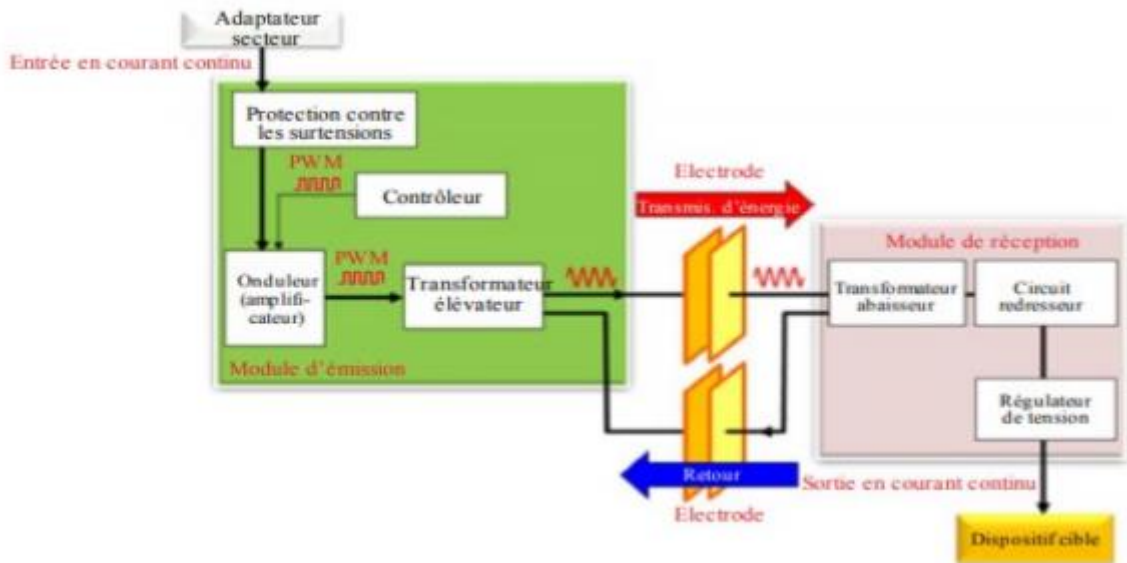 Adaptateur
secteur
Entrée en courant continu
Protection contre
les surtensions
PWM
Contrôleur
Onduleur
(amplifi-
cateur)
PWM
Transformateur
élévateur
Module d'émission
Electrode
Transmis. d'énergie
Module de réception
Transformateur
abaisseur
Circuit
redresseur
Régulateur
de tension
Retour
Electrode
Sortie en courant continu
Dispositif cible